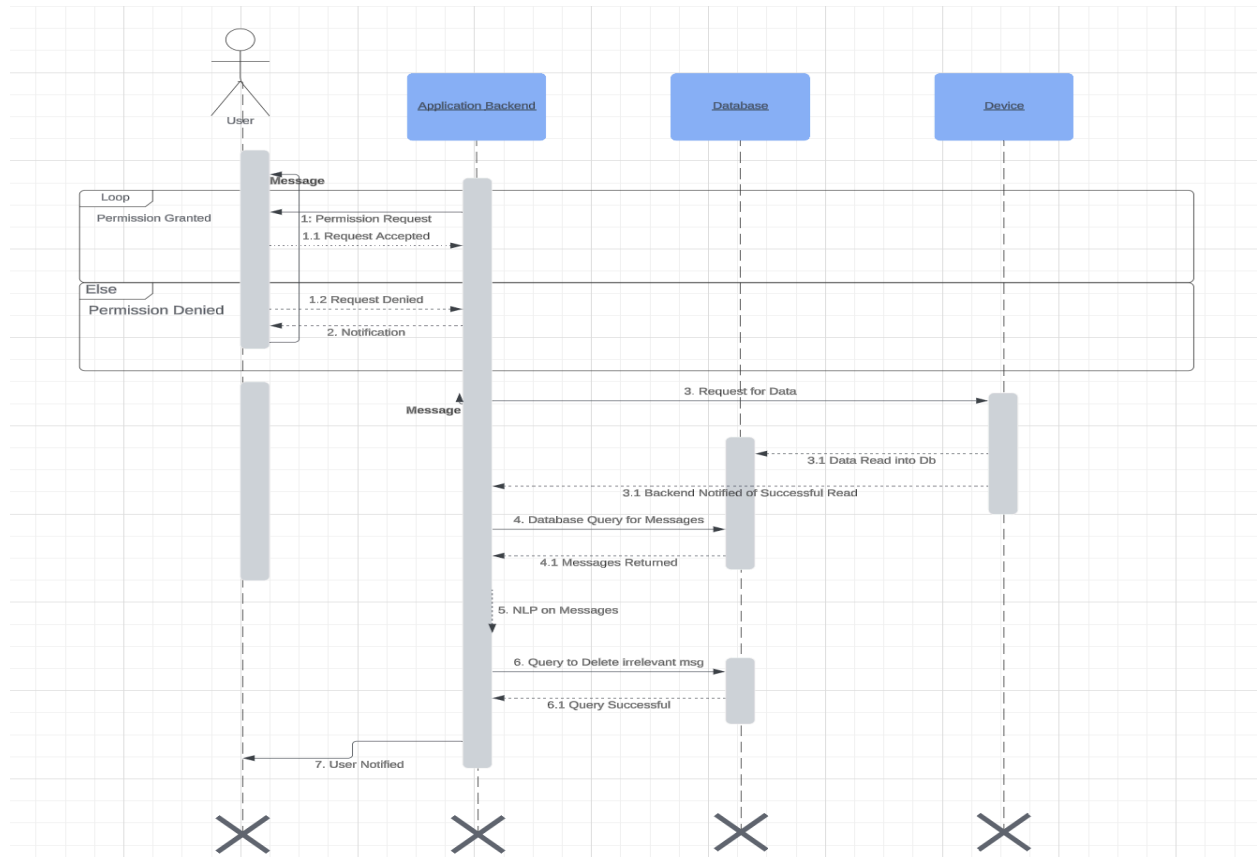 User
Application Backend
Database
Device
Message
Loop
Permission Granted
1: Permission Request
1.1 Request Accepted
Else
Permission Denied
1.2 Request Denied
2. Notification
3. Request for Data
Message
3.1 Data Read into Db
3.1 Backend Notified of Successful Read
4. Database Query for Messages
4.1 Messages Returned
5. NLP on Messages
6. Query to Delete irrelevant msg
6.1 Query Successful
7. User Notified